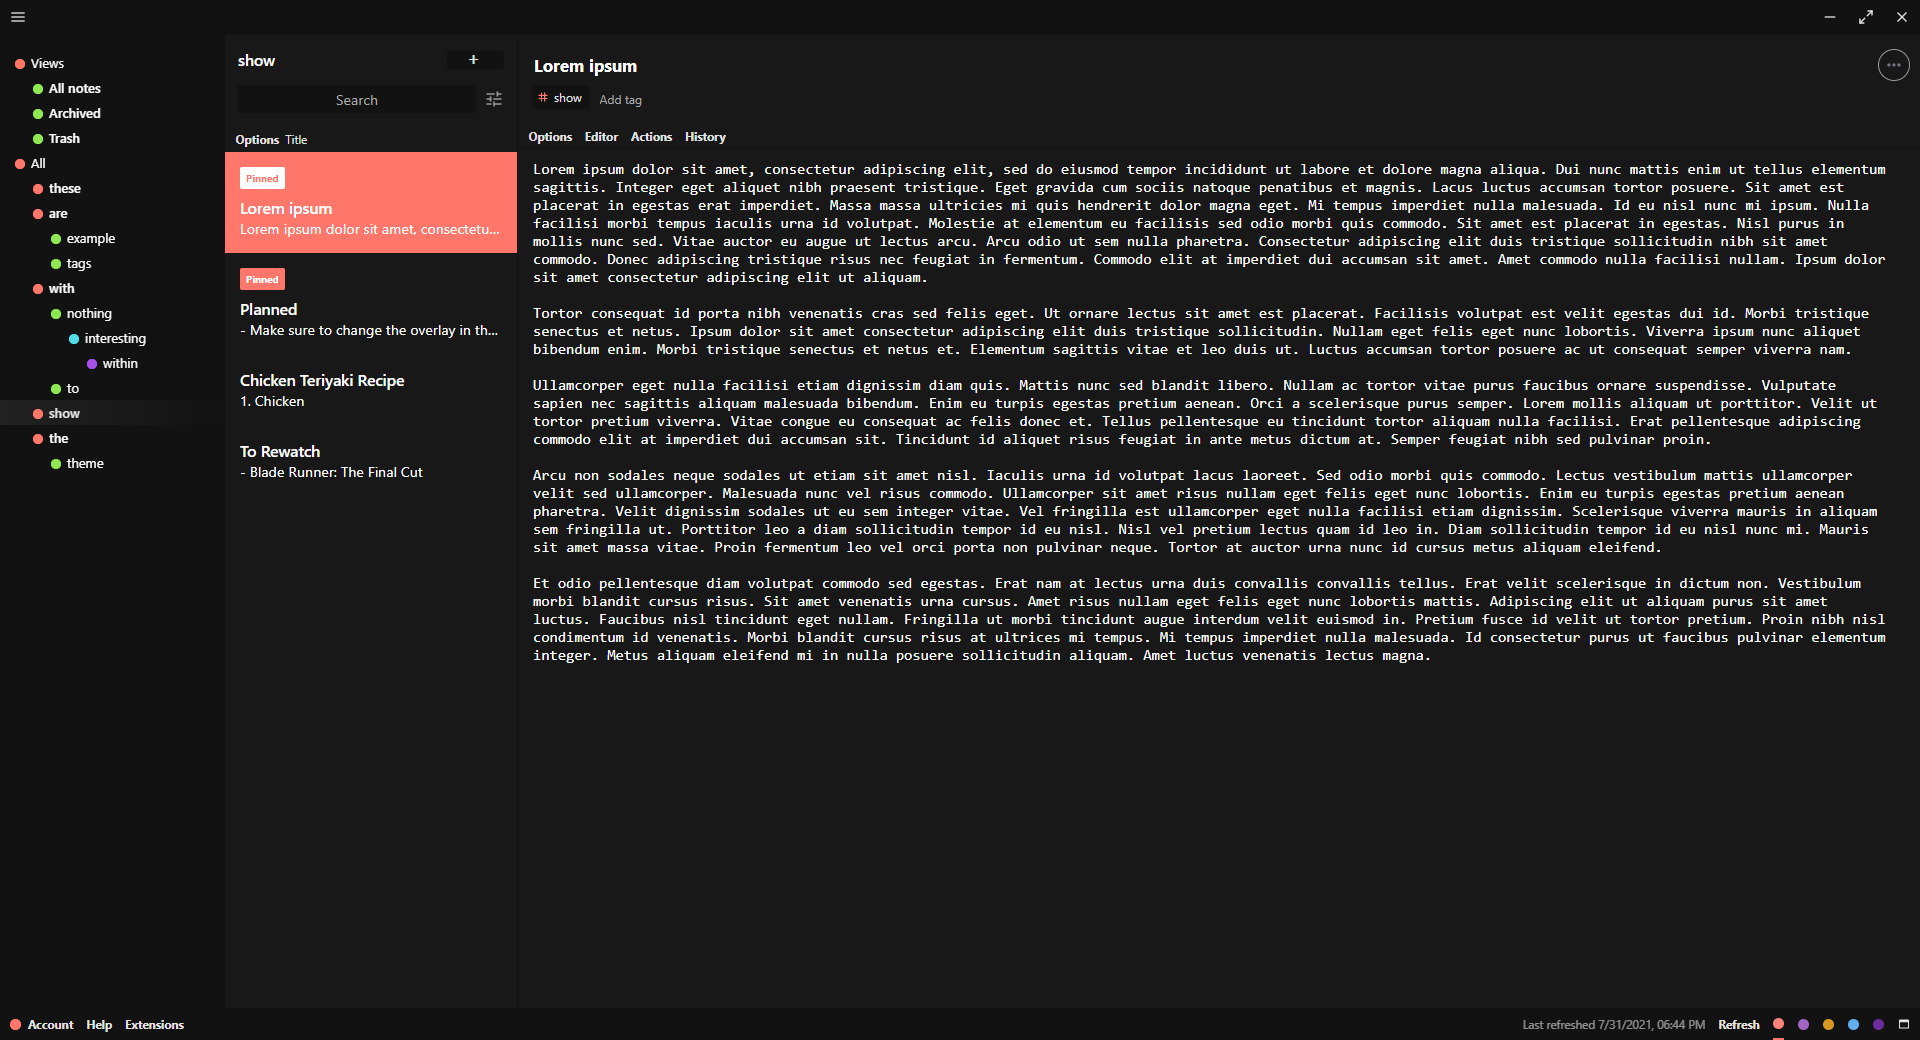 Views
All notes
Archived
Trash
All
these
are
example
tags
with
nothing
interesting
within
to
show
the
theme
show
+
Search
Options Title
Pinned
Lorem ipsum
Lorem ipsum dolor sit amet, consectetu...
Pinned
Planned
- Make sure to change the overlay in th...
Chicken Teriyaki Recipe
1. Chicken
To Rewatch
- Blade Runner: The Final Cut
Lorem ipsum
# show Add tag
Options Editor Actions History
Lorem ipsum dolor sit amet, consectetur adipiscing elit, sed do eiusmod tempor incididunt ut labore et dolore magna aliqua. Dui nunc mattis enim ut tellus elementum
sagittis. Integer eget aliquet nibh praesent tristique. Eget gravida cum sociis natoque penatibus et magnis. Lacus luctus accumsan tortor posuere. Sit amet est
placerat in egestas erat imperdiet. Massa massa ultricies mi quis hendrerit dolor magna eget. Mi tempus imperdiet nulla malesuada. Id eu nisl nunc mi ipsum. Nulla
facilisi morbi tempus iaculis urna id volutpat. Molestie at elementum eu facilisis sed odio morbi quis commodo. Sit amet est placerat in egestas. Nisl purus in
mollis nunc sed. Vitae auctor eu augue ut lectus arcu. Arcu odio ut sem nulla pharetra. Consectetur adipiscing elit duis tristique sollicitudin nibh sit amet
commodo. Donec adipiscing tristique risus nec feugiat in fermentum. Commodo elit at imperdiet dui accumsan sit amet. Amet commodo nulla facilisi nullam. Ipsum dolor
sit amet consectetur adipiscing elit ut aliquam.
Tortor consequat id porta nibh venenatis cras sed felis eget. Ut ornare lectus sit amet est placerat. Facilisis volutpat est velit egestas dui id. Morbi tristique
senectus et netus. Ipsum dolor sit amet consectetur adipiscing elit duis tristique sollicitudin. Nullam eget felis eget nunc lobortis. Viverra ipsum nunc aliquet
bibendum enim. Morbi tristique senectus et netus et. Elementum sagittis vitae et leo duis ut. Luctus accumsan tortor posuere ac ut consequat semper viverra nam.
Ullamcorper eget nulla facilisi etiam dignissim diam quis. Mattis nunc sed blandit libero. Nullam ac tortor vitae purus faucibus ornare suspendisse. Vulputate
sapien nec sagittis aliquam malesuada bibendum. Enim eu turpis egestas pretium aenean. Orci a scelerisque purus semper. Lorem mollis aliquam ut porttitor. Velit ut
tortor pretium viverra. Vitae congue eu consequat ac felis donec et. Tellus pellentesque eu tincidunt tortor aliquam nulla facilisi. Erat pellentesque adipiscing
commodo elit at imperdiet dui accumsan sit. Tincidunt id aliquet risus feugiat in ante metus dictum at. Semper feugiat nibh sed pulvinar proin.
Arcu non sodales neque sodales ut etiam sit amet nisl. Iaculis urna id volutpat lacus laoreet. Sed odio morbi quis commodo. Lectus vestibulum mattis ullamcorper
velit sed ullamcorper. Malesuada nunc vel risus commodo. Ullamcorper sit amet risus nullam eget felis eget nunc lobortis. Enim eu turpis egestas pretium aenean
pharetra. Velit dignissim sodales ut eu sem integer vitae. Vel fringilla est ullamcorper eget nulla facilisi etiam dignissim. Scelerisque viverra mauris in aliquam
sem fringilla ut. Porttitor leo a diam sollicitudin tempor id eu nisl. Nisl vel pretium lectus quam id leo in. Diam sollicitudin tempor id eu nisl nunc mi. Mauris
sit amet massa vitae. Proin fermentum leo vel orci porta non pulvinar neque. Tortor at auctor urna nunc id cursus metus aliquam eleifend.
Et odio pellentesque diam volutpat commodo sed egestas. Erat nam at lectus urna duis convallis convallis tellus. Erat velit scelerisque in dictum non. Vestibulum
morbi blandit cursus risus. Sit amet venenatis urna cursus. Amet risus nullam eget felis eget nunc lobortis mattis. Adipiscing elit ut aliquam purus sit amet
luctus. Faucibus nisl tincidunt eget nullam. Fringilla ut morbi tincidunt augue interdum velit euismod in. Pretium fusce id velit ut tortor pretium. Proin nibh nisl
condimentum id venenatis. Morbi blandit cursus risus at ultrices mi tempus. Mi tempus imperdiet nulla malesuada. Id consectetur purus ut faucibus pulvinar elementum
integer. Metus aliquam eleifend mi in nulla posuere sollicitudin aliquam. Amet luctus venenatis lectus magna.
Account Help Extensions
Last refreshed 7/31/2021, 06:44 PM Refresh